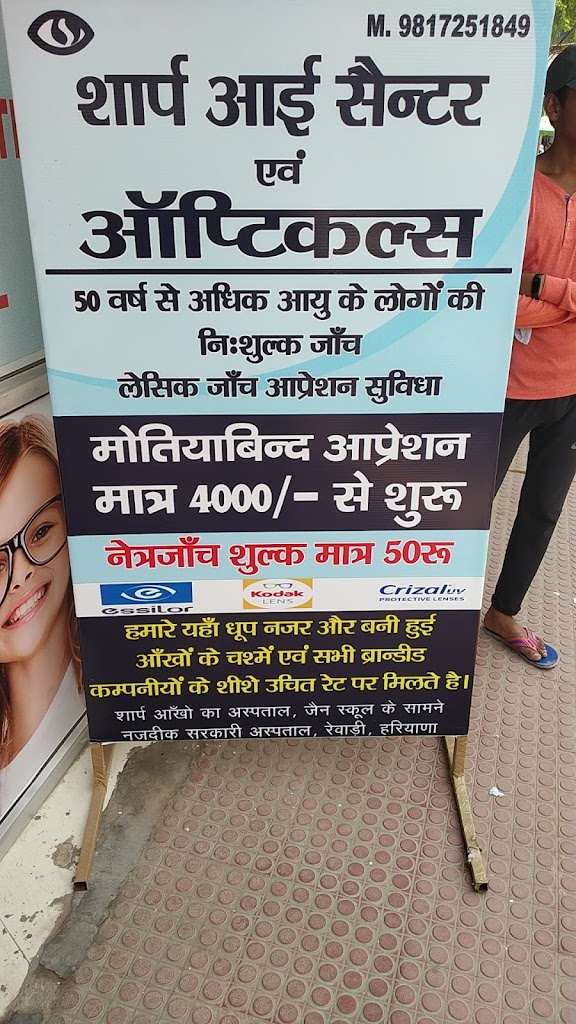 M. 9817251849
शार्प आई सैन्टर
एवं
ऑप्टिकल्स
50 वर्ष से अधिक आयु के लोगों की
निःशुल्क जाँच
लेसिक जाँच आप्रेशन सुविधा
मोतियाबिन्द आप्रेशन
मात्र 4000/- से शुरू
नेत्रजाँच शुल्क मात्र 50रू
essilor
Kodak
LENS
Crizal UV
PROTECTIVE LENSES
हमारे यहाँ धूप नजर और बनी हुई
आँखों के चश्में एवं सभी ब्रान्डीड
कम्पनीयों के शीशे उचित रेट पर मिलते है।
शार्प आँखो का अस्पताल, जैन स्कूल के सामने
नजदीक सरकारी अस्पताल, रेवाड़ी, हरियाणा